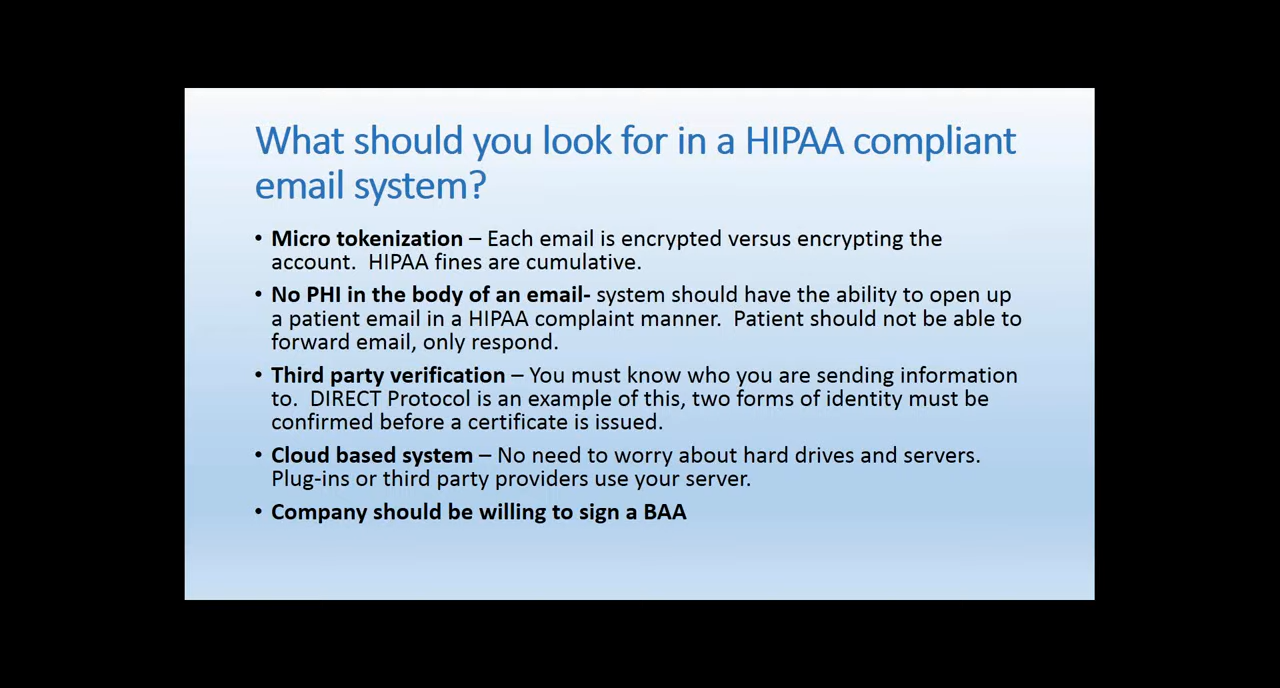 What should you look for in a HIPAA compliant
email system?
• Micro tokenization – Each email is encrypted versus encrypting the
account.  HIPAA fines are cumulative.
• No PHI in the body of an email- system should have the ability to open up
a patient email in a HIPAA complaint manner.  Patient should not be able to
forward email, only respond.
• Third party verification – You must know who you are sending information
to.  DIRECT Protocol is an example of this, two forms of identity must be
confirmed before a certificate is issued.
• Cloud based system – No need to worry about hard drives and servers.
Plug-ins or third party providers use your server.
• Company should be willing to sign a BAA